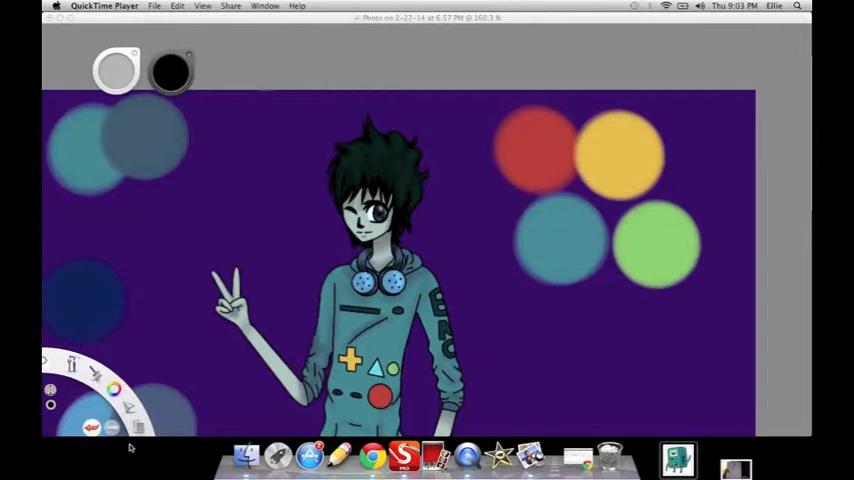 QuickTime Player File Edit View Share Window Help Thu 9:03 PM Ellie
Photo on 2-27-14 at 6.57 PM @ 160.3 %
BMO
PRO